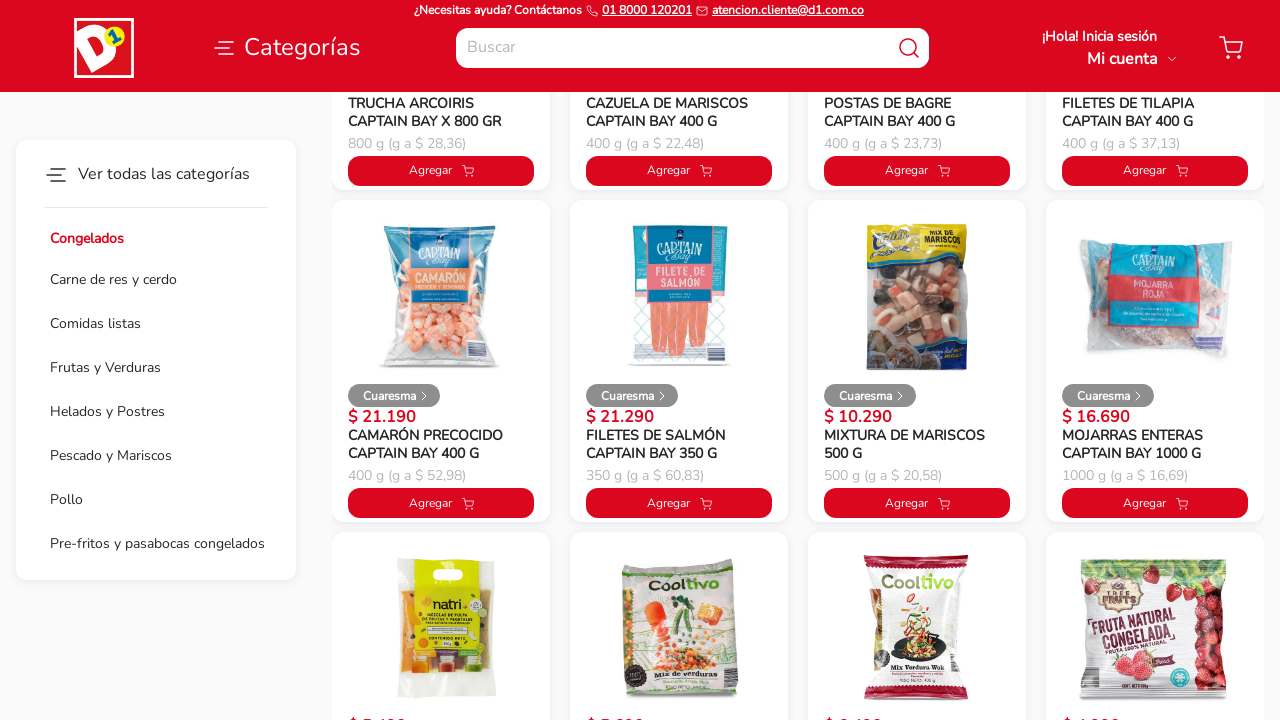 ¿Necesitas ayuda? Contáctanos 01 8000 120201 atencion.cliente@d1.com.co
D1
Categorías
Buscar
¡Hola! Inicia sesión
Mi cuenta
Ver todas las categorías
Congelados
Carne de res y cerdo
Comidas listas
Frutas y Verduras
Helados y Postres
Pescado y Mariscos
Pollo
Pre-fritos y pasabocas congelados
TRUCHA ARCOIRIS
CAPTAIN BAY X 800 GR
800 g (g a $ 28,36)
Agregar
CAZUELA DE MARISCOS
CAPTAIN BAY 400 G
400 g (g a $ 22,48)
Agregar
POSTAS DE BAGRE
CAPTAIN BAY 400 G
400 g (g a $ 23,73)
Agregar
FILETES DE TILAPIA
CAPTAIN BAY 400 G
400 g (g a $ 37,13)
Agregar
CAPTAIN
Bay
CAMARÓN
Cuaresma
$ 21.190
CAMARÓN PRECOCIDO
CAPTAIN BAY 400 G
400 g (g a $ 52,98)
Agregar
CAPTAIN
Bay
FILETE DE
SALMÓN
Cuaresma
$ 21.290
FILETES DE SALMÓN
CAPTAIN BAY 350 G
350 g (g a $ 60,83)
Agregar
MIX DE
MARISCOS
Cuaresma
$ 10.290
MIXTURA DE MARISCOS
500 G
500 g (g a $ 20,58)
Agregar
CAPTAIN
Bay
MOJARRA
ROJA
Cuaresma
$ 16.690
MOJARRAS ENTERAS
CAPTAIN BAY 1000 G
1000 g (g a $ 16,69)
Agregar
natri
MEZCLAS DE PULPA
DE FRUTAS Y VEGETALES
CONTENIDO NETO
Cooltivo
Mix de verduras
Cooltivo
Mix Verdura Wok
TREE
FRUITS
FRUTA NATURAL
CONGELADA
FRUTA 100% NATURAL